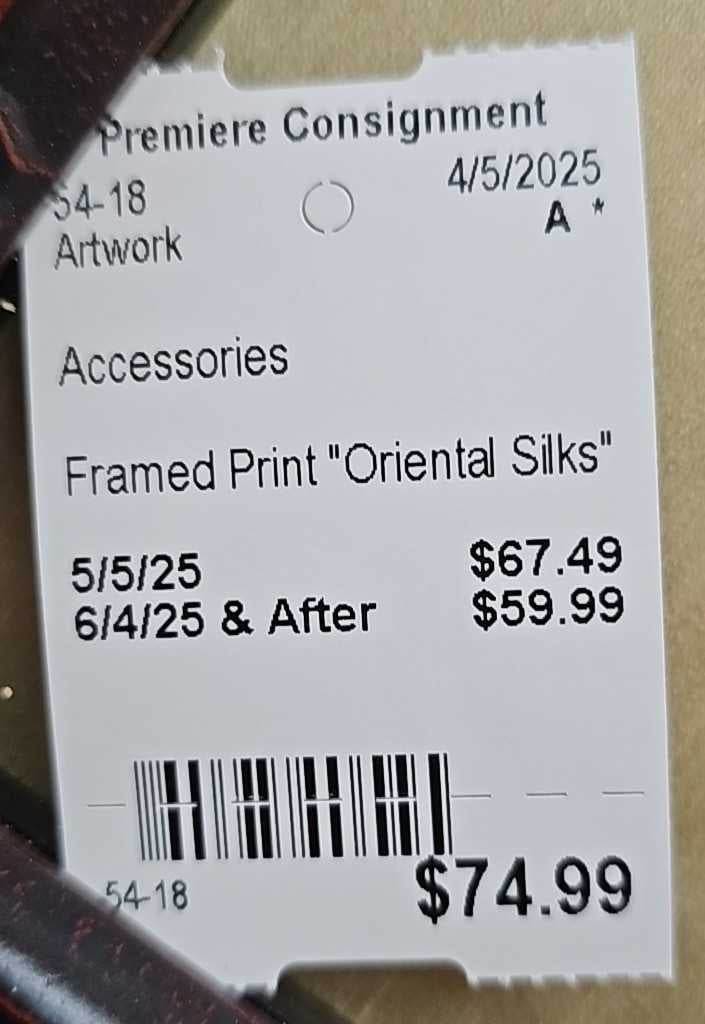 Premiere Consignment
54-18 4/5/2025
Artwork A *
Accessories
Framed Print "Oriental Silks"
5/5/25 $67.49
6/4/25 & After $59.99
54-18 $74.99